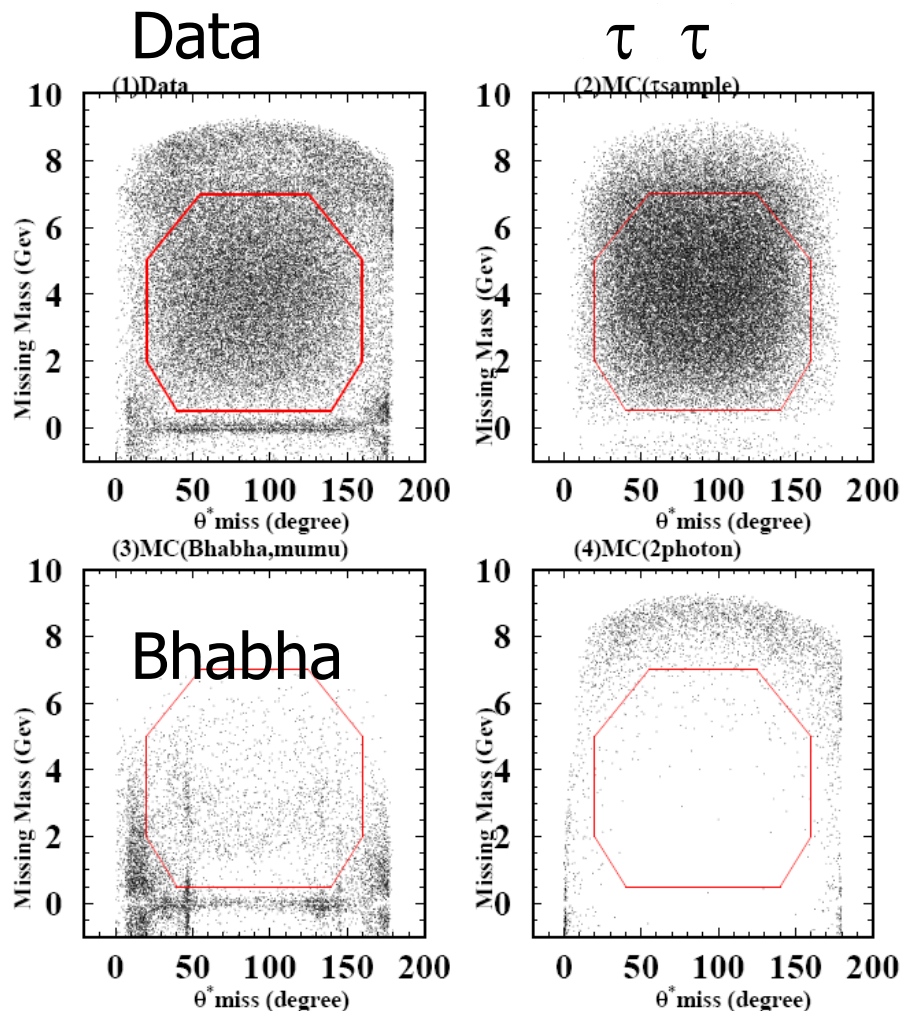 Data
τ τ
(1)Data
(2)MC(τsample)
10
8
6
4
2
0
Missing Mass (Gev)
0 50 100 150 200
θ*miss (degree)
10
8
6
4
2
0
Missing Mass (Gev)
0 50 100 150 200
θ*miss (degree)
(3)MC(Bhabha,mumu)
(4)MC(2photon)
Bhabha
10
8
6
4
2
0
Missing Mass (Gev)
0 50 100 150 200
θ*miss (degree)
10
8
6
4
2
0
Missing Mass (Gev)
0 50 100 150 200
θ*miss (degree)